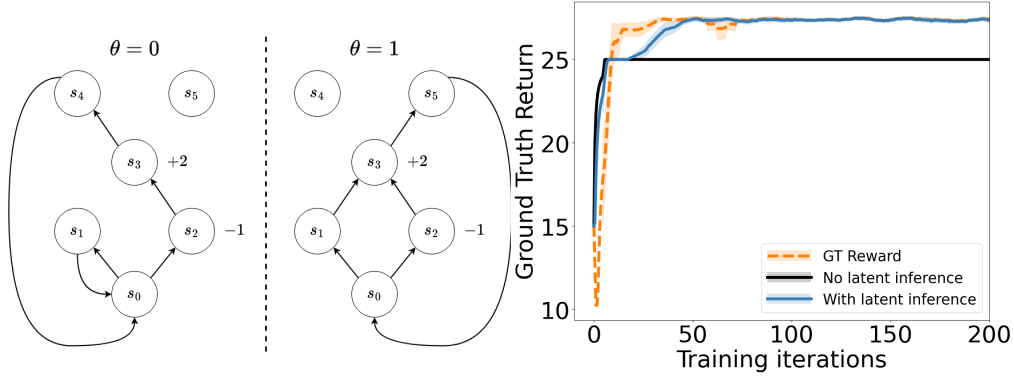 θ = 0
θ = 1
s4
s5
s3
+2
s1
s2
−1
s0
s4
s5
s3
+2
s1
s2
−1
s0
Ground Truth Return
25
20
15
10
GT Reward
No latent inference
With latent inference
0
50
100
150
200
Training iterations